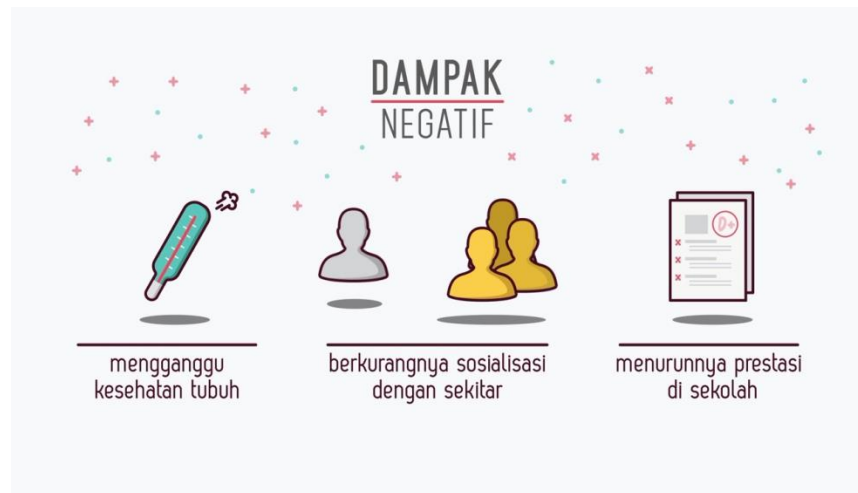 DAMPAK
NEGATIF
D+
mengganggu
kesehatan tubuh
berkurangnya sosialisasi
dengan sekitar
menurunnya prestasi
di sekolah